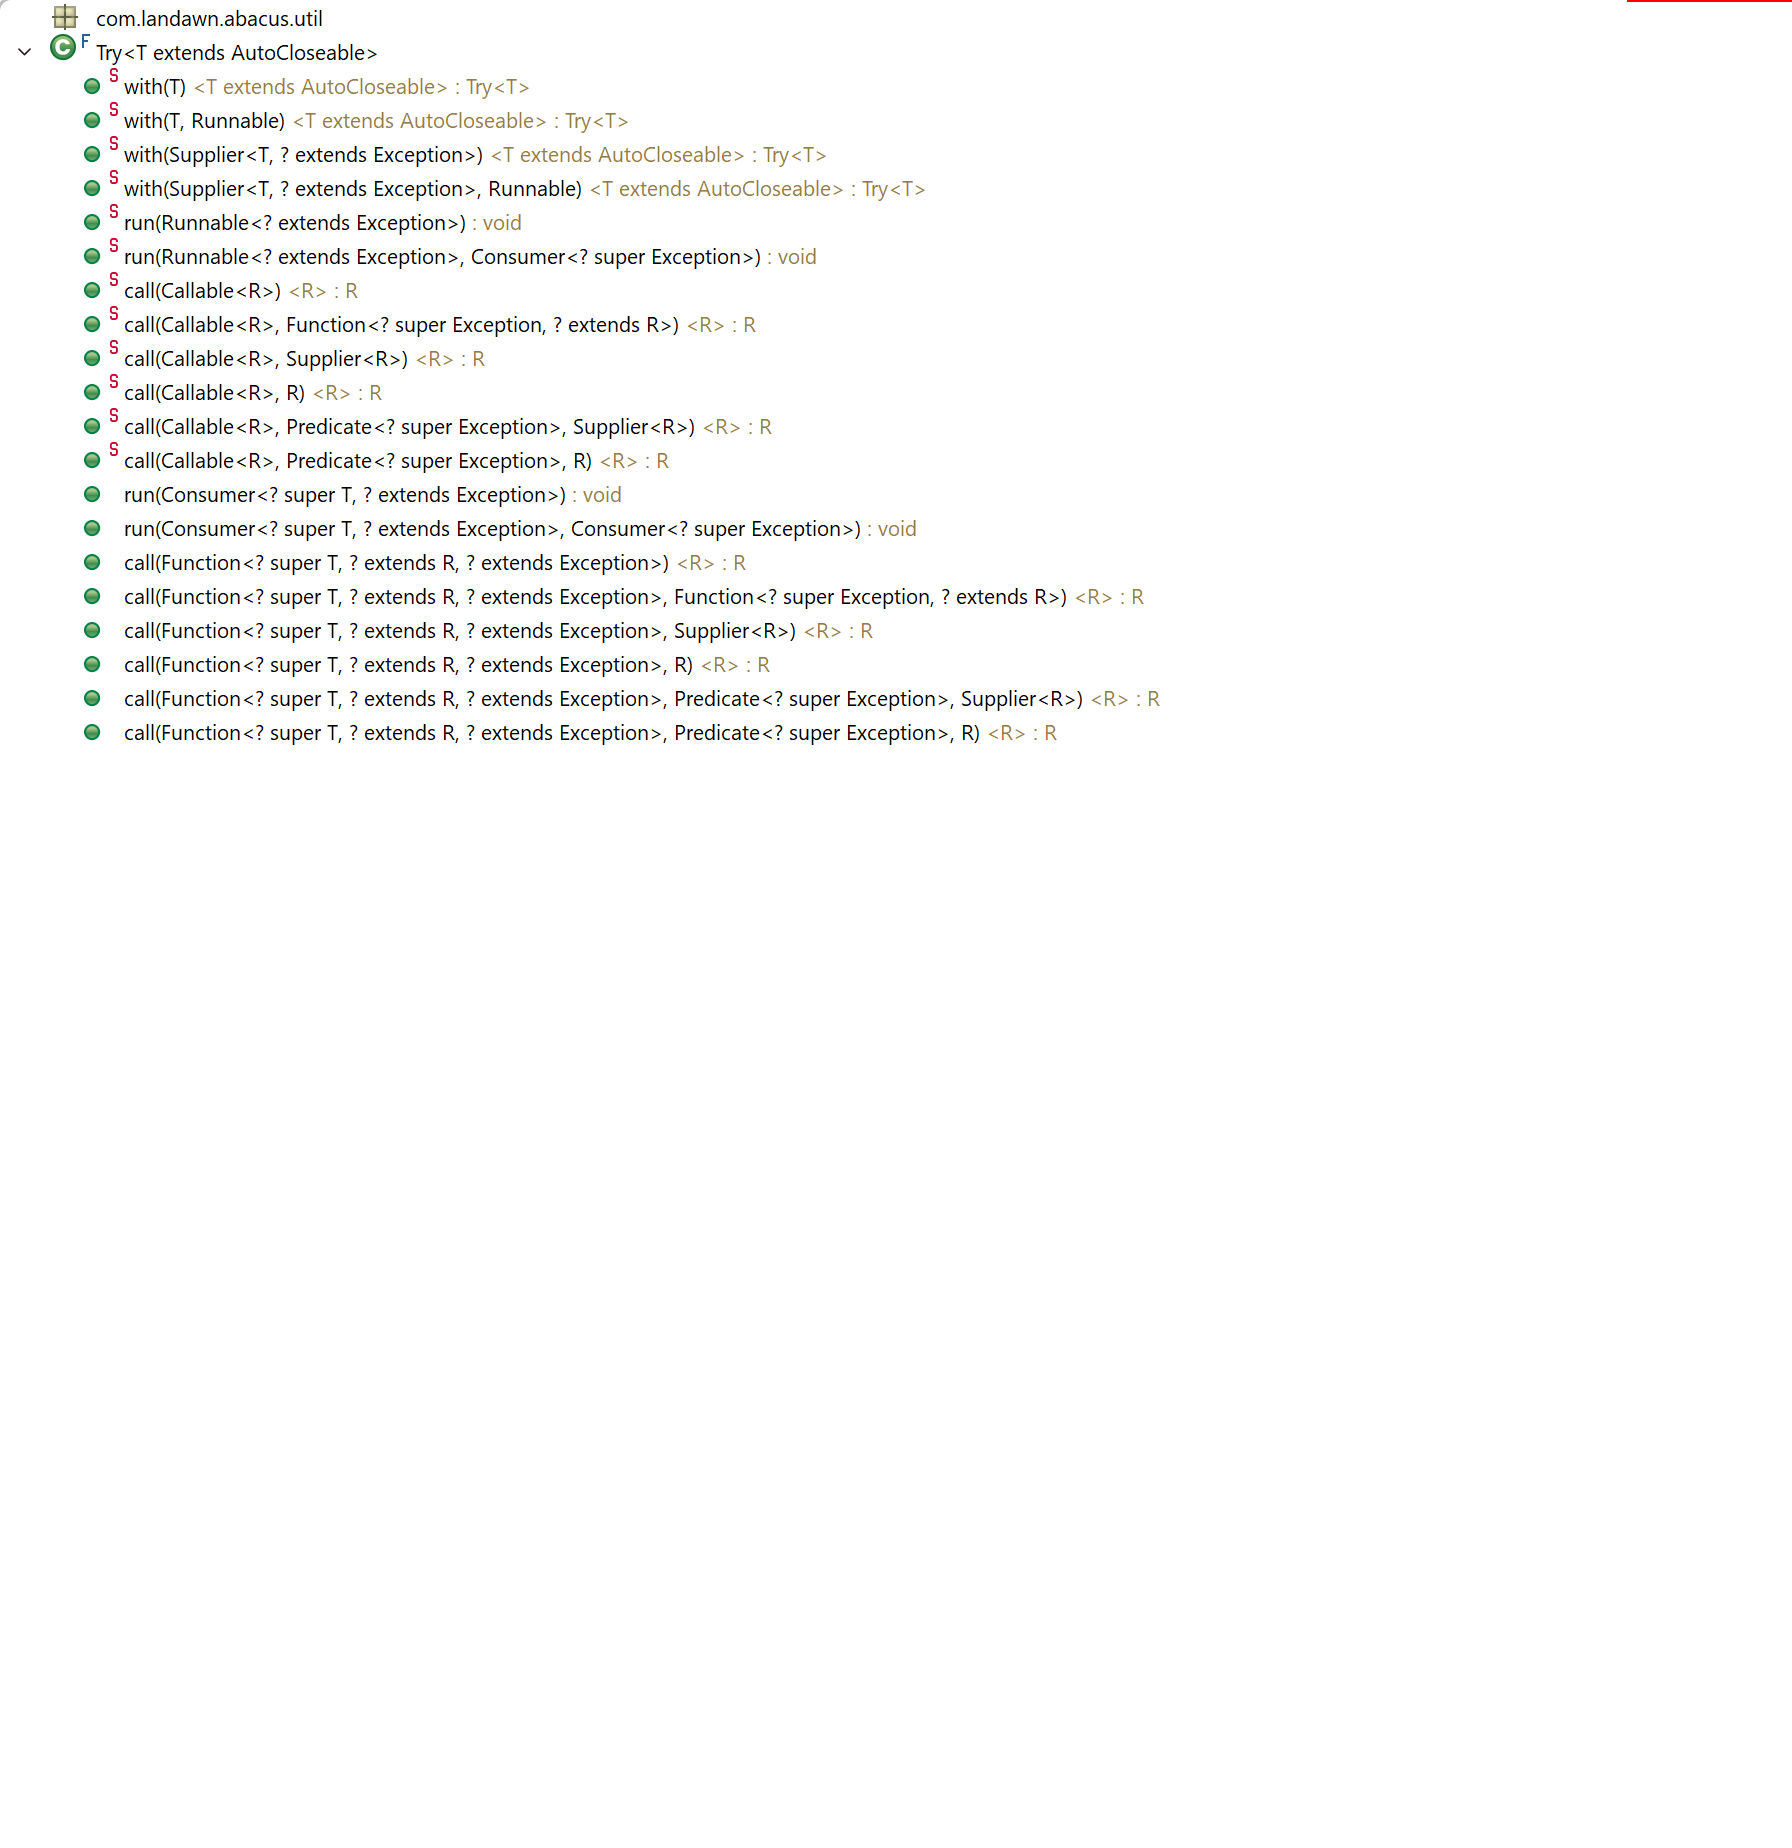 com.landawn.abacus.util
C F Try<T extends AutoCloseable>
S with(T) <T extends AutoCloseable> : Try<T>
S with(T, Runnable) <T extends AutoCloseable> : Try<T>
S with(Supplier<T, ? extends Exception>) <T extends AutoCloseable> : Try<T>
S with(Supplier<T, ? extends Exception>, Runnable) <T extends AutoCloseable> : Try<T>
S run(Runnable<? extends Exception>) : void
S run(Runnable<? extends Exception>, Consumer<? super Exception>) : void
S call(Callable<R>) <R> : R
S call(Callable<R>, Function<? super Exception, ? extends R>) <R> : R
S call(Callable<R>, Supplier<R>) <R> : R
S call(Callable<R>, R) <R> : R
S call(Callable<R>, Predicate<? super Exception>, Supplier<R>) <R> : R
S call(Callable<R>, Predicate<? super Exception>, R) <R> : R
run(Consumer<? super T, ? extends Exception>) : void
run(Consumer<? super T, ? extends Exception>, Consumer<? super Exception>) : void
call(Function<? super T, ? extends R, ? extends Exception>) <R> : R
call(Function<? super T, ? extends R, ? extends Exception>, Function<? super Exception, ? extends R>) <R> : R
call(Function<? super T, ? extends R, ? extends Exception>, Supplier<R>) <R> : R
call(Function<? super T, ? extends R, ? extends Exception>, R) <R> : R
call(Function<? super T, ? extends R, ? extends Exception>, Predicate<? super Exception>, Supplier<R>) <R> : R
call(Function<? super T, ? extends R, ? extends Exception>, Predicate<? super Exception>, R) <R> : R